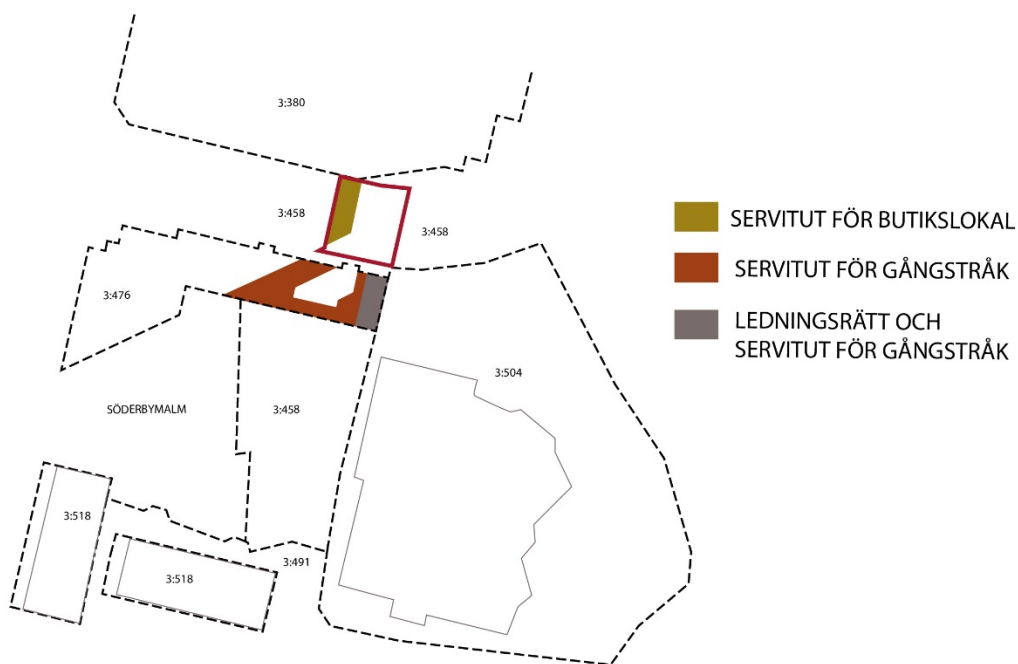 3:380
3:458
3:458
SERVITUT FÖR BUTIKSLOKAL
SERVITUT FÖR GÅNGSTRÅK
3:476
LEDNINGSRÄTT OCH
SERVITUT FÖR GÅNGSTRÅK
3:504
SÖDERBYMALM
3:458
3:518
3:491
3:518